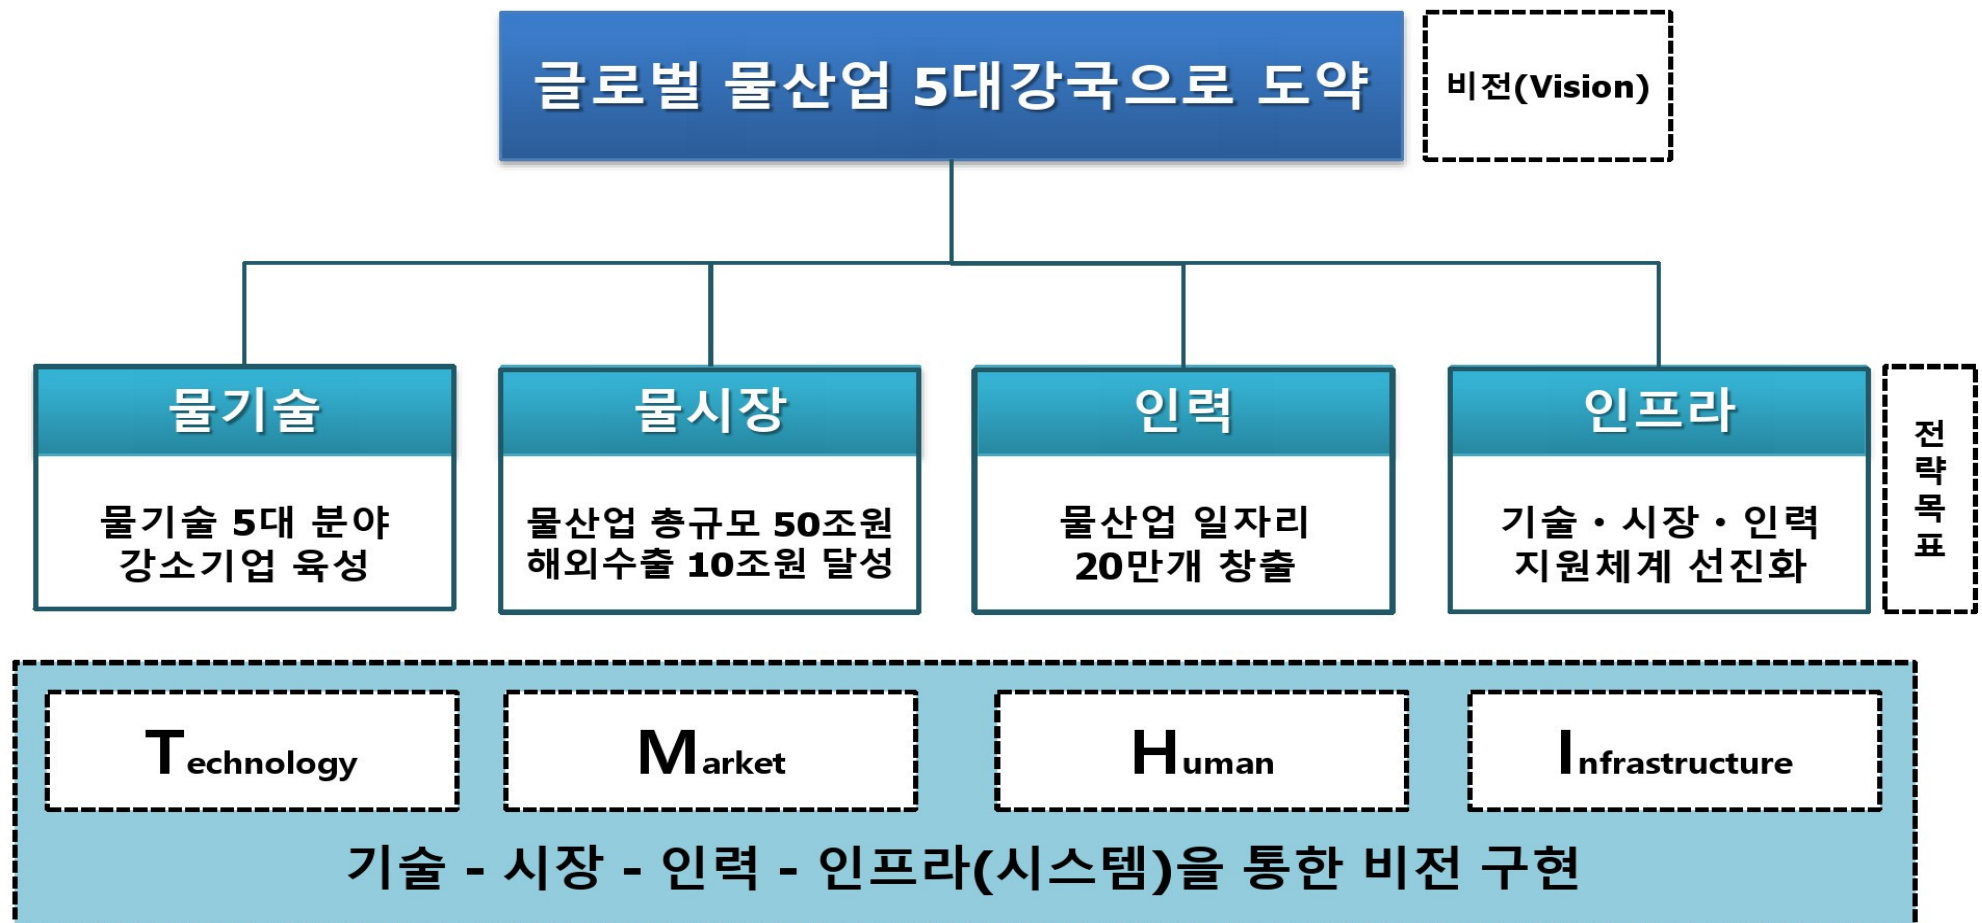 글로벌 물산업 5대강국으로 도약
비전(Vision)
물기술
물기술 5대 분야
강소기업 육성
물시장
물산업 총규모 50조원
해외수출 10조원 달성
인력
물산업 일자리
20만개 창출
인프라
기술・시장・인력
지원체계 선진화
전
략
목
표
Technology
Market
Human
Infrastructure
기술 - 시장 - 인력 - 인프라(시스템)을 통한 비전 구현